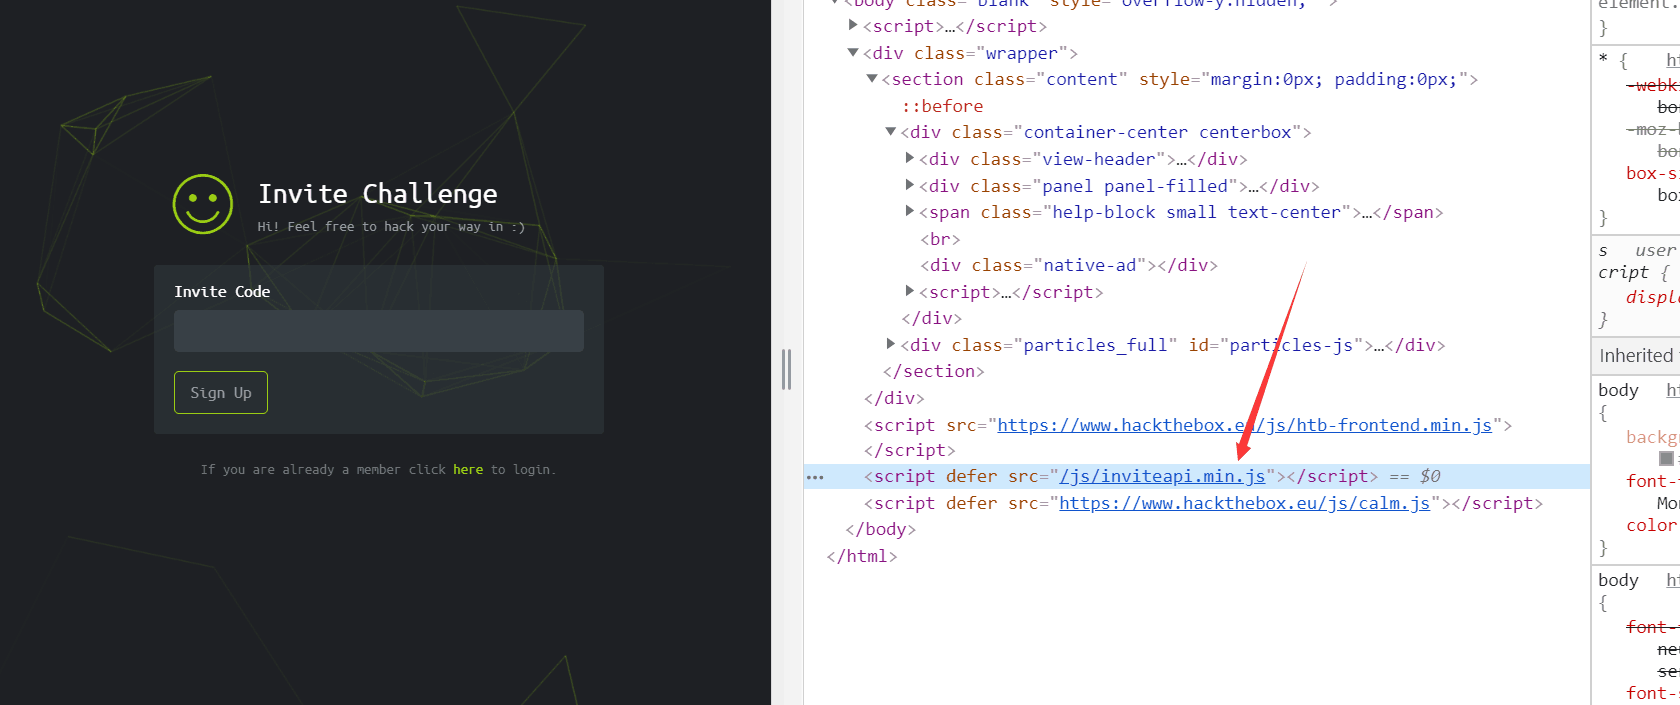 Invite Challenge
Hi! Feel free to hack your way in :)
Invite Code
Sign Up
If you are already a member click here to login.
<body class="blank" style="overflow-y:hidden;">
<script>…</script>
<div class="wrapper">
<section class="content" style="margin:0px; padding:0px;">
::before
<div class="container-center centerbox">
<div class="view-header">…</div>
<div class="panel panel-filled">…</div>
<span class="help-block small text-center">…</span>
<br>
<div class="native-ad"></div>
<script>…</script>
</div>
<div class="particles_full" id="particles-js">…</div>
</section>
</div>
<script src="https://www.hackthebox.eu/js/htb-frontend.min.js">
</script>
… <script defer src="/js/inviteapi.min.js"></script> == $0
<script defer src="https://www.hackthebox.eu/js/calm.js"></script>
</body>
</html>
element.
}
* { ht
-webki
bo
-moz-b
bo
box-s
bo
}
s user
cript {
displ
}
Inherited
body ht
{
backg
font-
Mo
color
}
body ht
{
font-
ne
se
font-